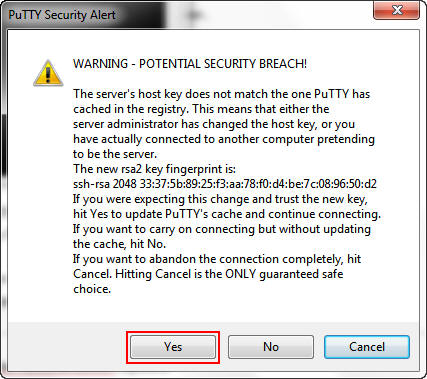 PuTTY Security Alert
WARNING - POTENTIAL SECURITY BREACH!
The server's host key does not match the one PuTTY has
cached in the registry. This means that either the
server administrator has changed the host key, or you
have actually connected to another computer pretending
to be the server.
The new rsa2 key fingerprint is:
ssh-rsa 2048 33:37:5b:89:25:f3:aa:78:f0:d4:be:7c:08:96:50:d2
If you were expecting this change and trust the new key,
hit Yes to update PuTTY's cache and continue connecting.
If you want to carry on connecting but without updating
the cache, hit No.
If you want to abandon the connection completely, hit
Cancel. Hitting Cancel is the ONLY guaranteed safe
choice.
Yes
No
Cancel